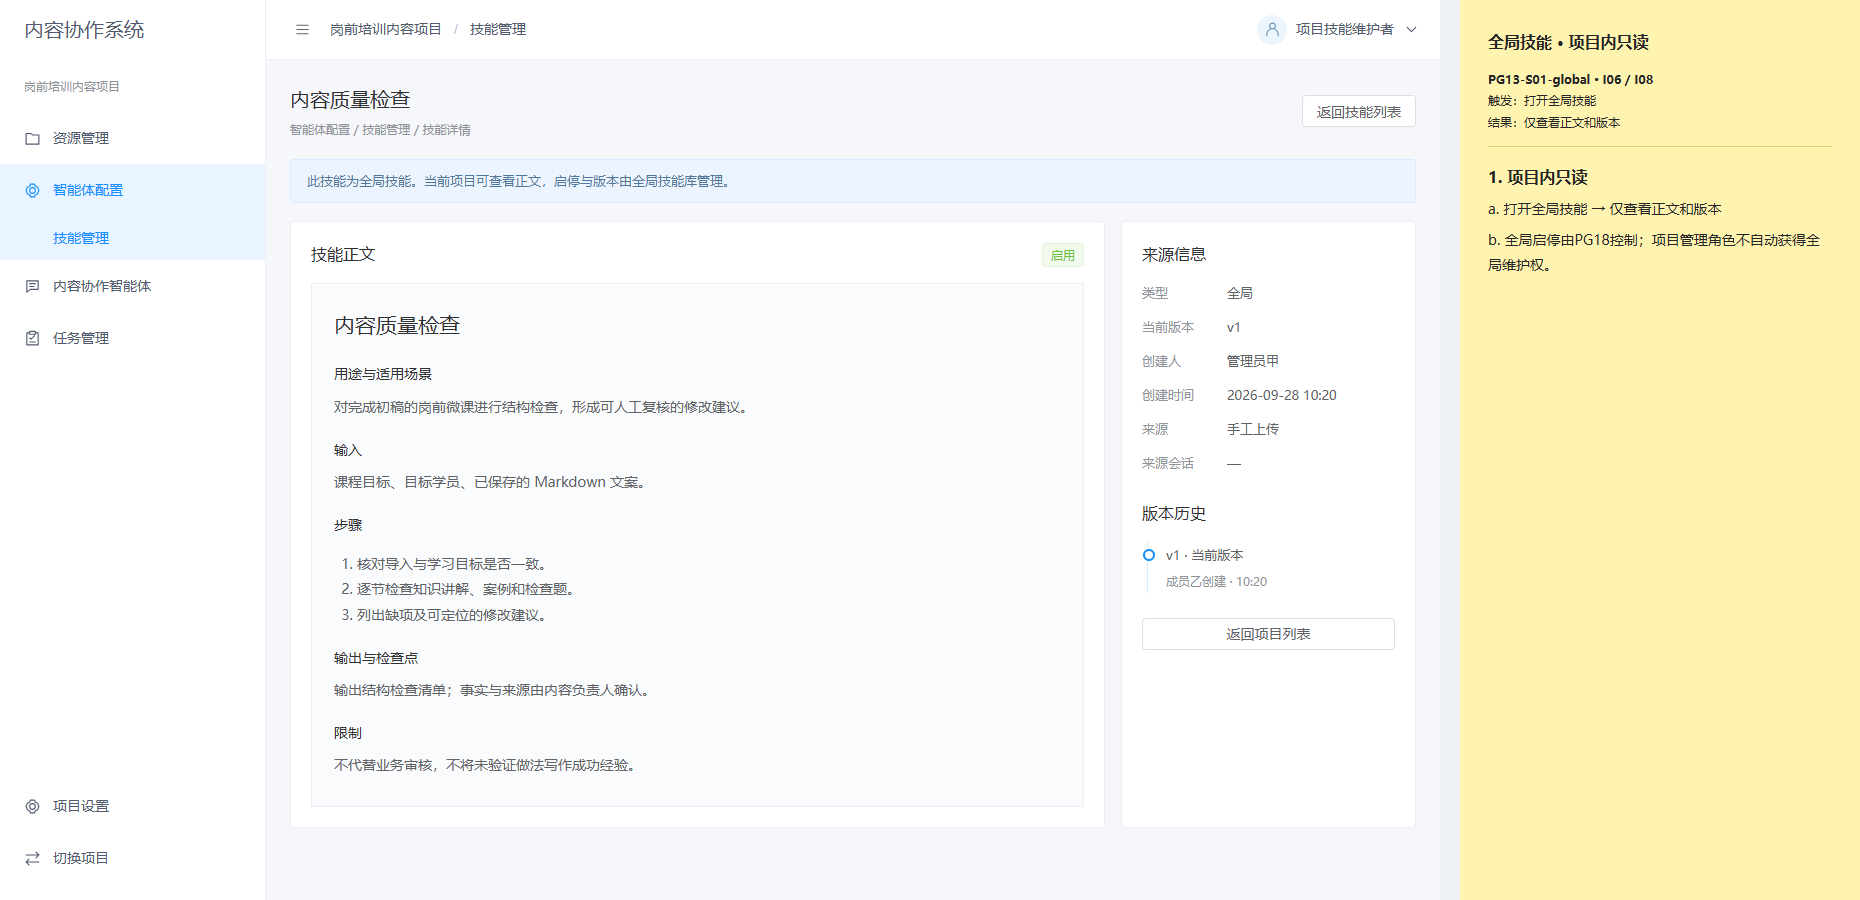 内容协作系统
岗前培训内容项目
资源管理
智能体配置
技能管理
内容协作智能体
任务管理
项目设置
切换项目
岗前培训内容项目 / 技能管理
项目技能维护者
内容质量检查
智能体配置 / 技能管理 / 技能详情
返回技能列表
此技能为全局技能。当前项目可查看正文，启停与版本由全局技能库管理。
技能正文
启用
内容质量检查
用途与适用场景
对完成初稿的岗前微课进行结构检查，形成可人工复核的修改建议。
输入
课程目标、目标学员、已保存的 Markdown 文案。
步骤
1. 核对导入与学习目标是否一致。
2. 逐节检查知识讲解、案例和检查题。
3. 列出缺项及可定位的修改建议。
输出与检查点
输出结构检查清单；事实与来源由内容负责人确认。
限制
不代替业务审核，不将未验证做法写作成功经验。
来源信息
类型 全局
当前版本 v1
创建人 管理员甲
创建时间 2026-09-28 10:20
来源 手工上传
来源会话 —
版本历史
v1 · 当前版本
成员乙创建 · 10:20
返回项目列表
全局技能 • 项目内只读
PG13-S01-global • I06 / I08
触发：打开全局技能
结果：仅查看正文和版本
1. 项目内只读
a. 打开全局技能 → 仅查看正文和版本
b. 全局启停由PG18控制；项目管理角色不自动获得全
局维护权。